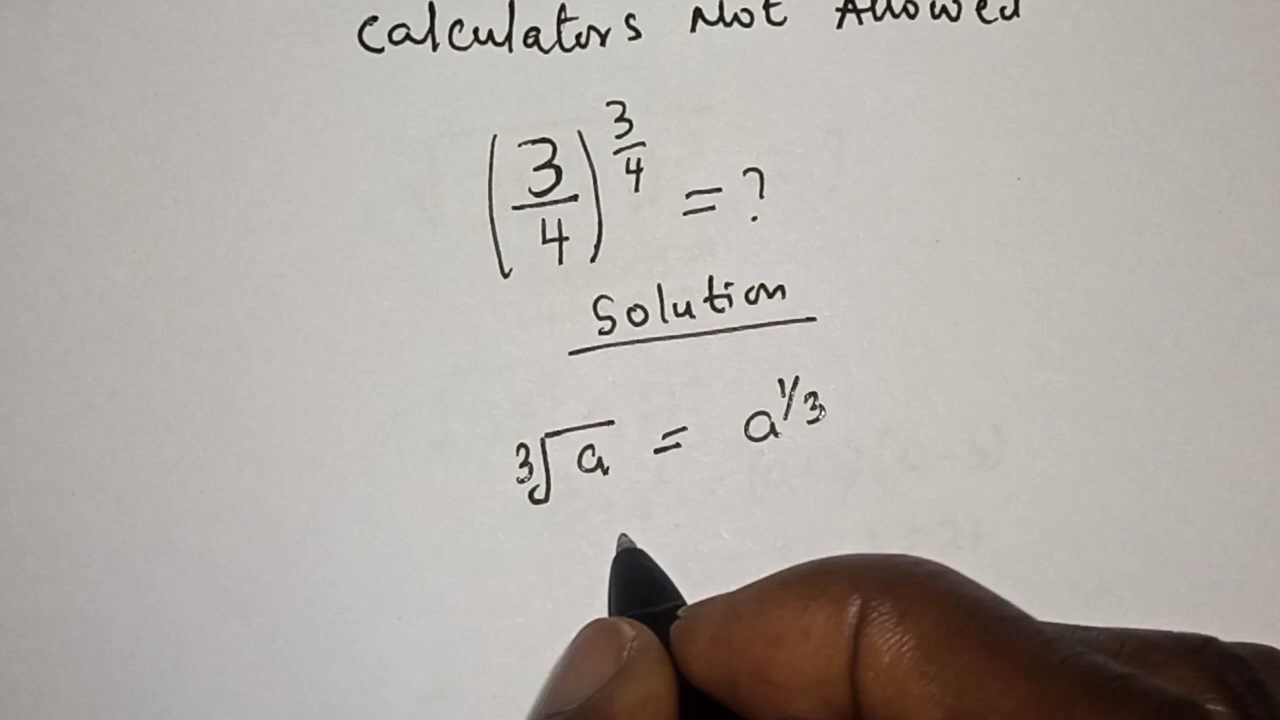 Calculators Not Allowed
(3/4)^(3/4) = ?
Solution
∛a = a^(1/3)